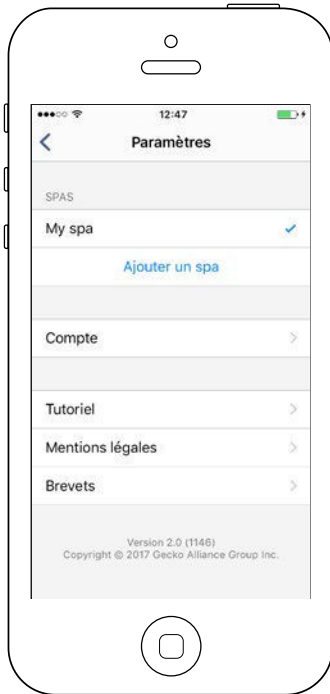 12:47
Paramètres
SPAS
My spa
Ajouter un spa
Compte
Tutoriel
Mentions légales
Brevets
Version 2.0 (1146)
Copyright © 2017 Gecko Alliance Group Inc.